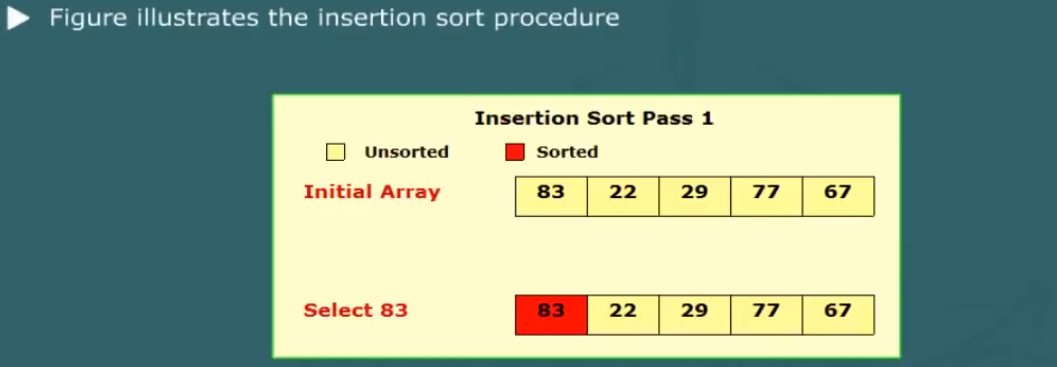 Figure illustrates the insertion sort procedure
Insertion Sort Pass 1
Unsorted Sorted
Initial Array 83 22 29 77 67
Select 83 83 22 29 77 67